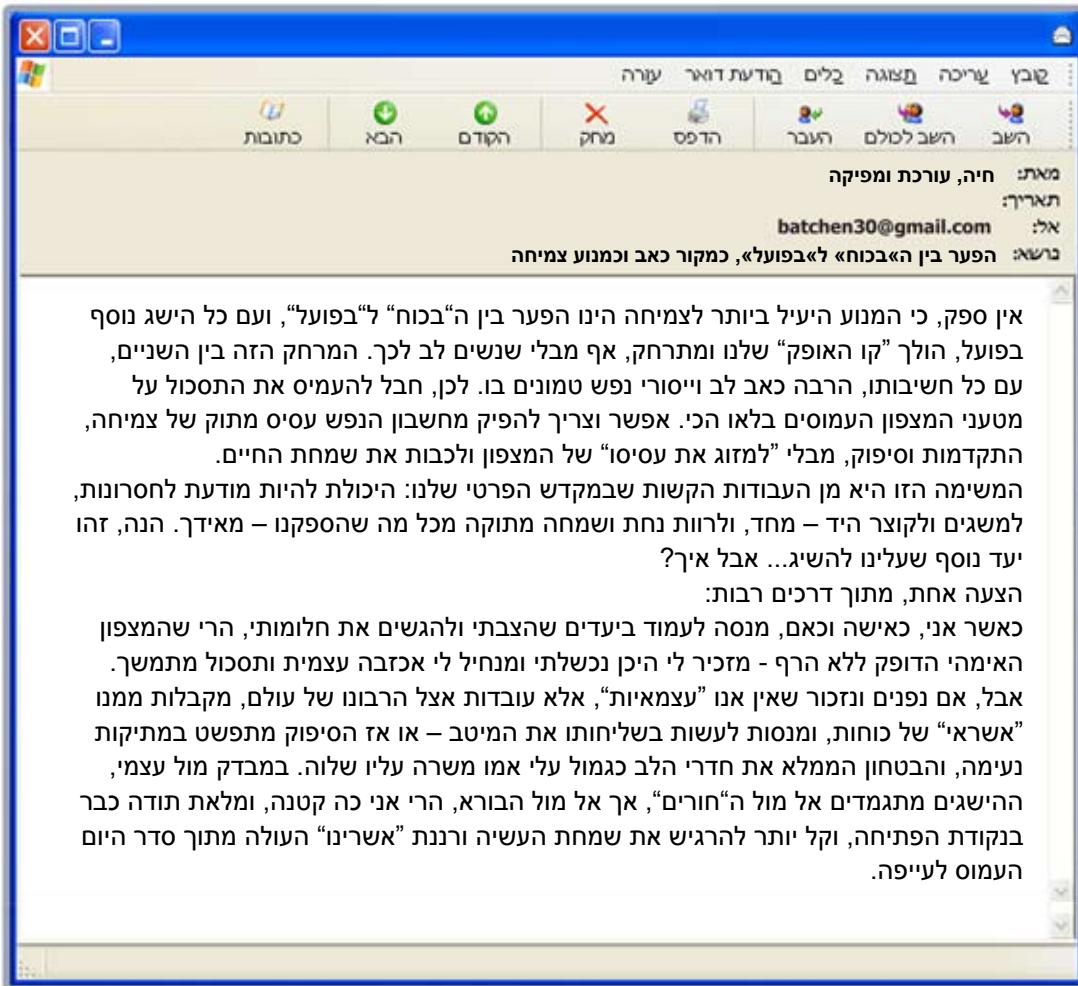 קובץ עריכה תצוגה כלים הודעת דואר עזרה
השב השב לכולם העבר הדפס מחק הקודם הבא כתובות
מאת: חיה, עורכת ומפיקה
תאריך:
אל: batchen30@gmail.com
ברשא: הפער בין ה»בכוח» ל»בפועל», כמקור כאב וכמנוע צמיחה
אין ספק, כי המנוע היעיל ביותר לצמיחה הינו הפער בין ה“בכוח” ל“בפועל“, ועם כל הישג נוסף
בפועל, הולך ”קו האופק“ שלנו ומתרחק, אף מבלי שנשים לב לכך. המרחק הזה בין השניים,
עם כל חשיבותו, הרבה כאב לב וייסורי נפש טמונים בו. לכן, חבל להעמיס את התסכול על
מטעני המצפון העמוסים בלאו הכי. אפשר וצריך להפיק מחשבון הנפש עסיס מתוק של צמיחה,
התקדמות וסיפוק, מבלי ”למזוג את עסיסו“ של המצפון ולכבות את שמחת החיים.
המשימה הזו היא מן העבודות הקשות שבמקדש הפרטי שלנו: היכולת להיות מודעת לחסרונות,
למשגים ולקוצר היד – מחד, ולרוות נחת ושמחה מתוקה מכל מה שהספקנו – מאידך. הנה, זהו
יעד נוסף שעלינו להשיג... אבל איך?
הצעה אחת, מתוך דרכים רבות:
כאשר אני, כאישה וכאם, מנסה לעמוד ביעדים שהצבתי ולהגשים את חלומותי, הרי שהמצפון
האימהי הדופק ללא הרף - מזכיר לי היכן נכשלתי ומנחיל לי אכזבה עצמית ותסכול מתמשך.
אבל, אם נפנים ונזכור שאין אנו ”עצמאיות“, אלא עובדות אצל הרבונו של עולם, מקבלות ממנו
”אשראי“ של כוחות, ומנסות לעשות בשליחותו את המיטב – או אז הסיפוק מתפשט במתיקות
נעימה, והבטחון הממלא את חדרי הלב כגמול עלי אמו משרה עליו שלוה. במבדק מול עצמי,
ההישגים מתגמדים אל מול ה“חורים“, אך אל מול הבורא, הרי אני כה קטנה, ומלאת תודה כבר
בנקודת הפתיחה, וקל יותר להרגיש את שמחת העשיה ורננת ”אשרינו“ העולה מתוך סדר היום
העמוס לעייפה.